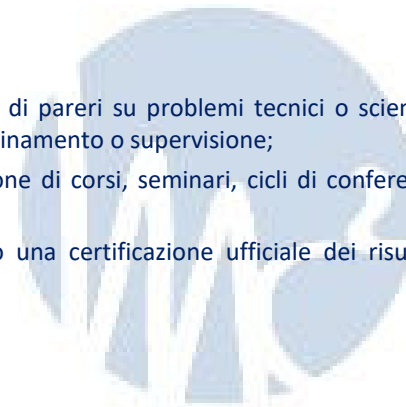 di pareri su problemi tecnici o scien
inamento o supervisione;
one di corsi, seminari, cicli di confere
o una certificazione ufficiale dei risu